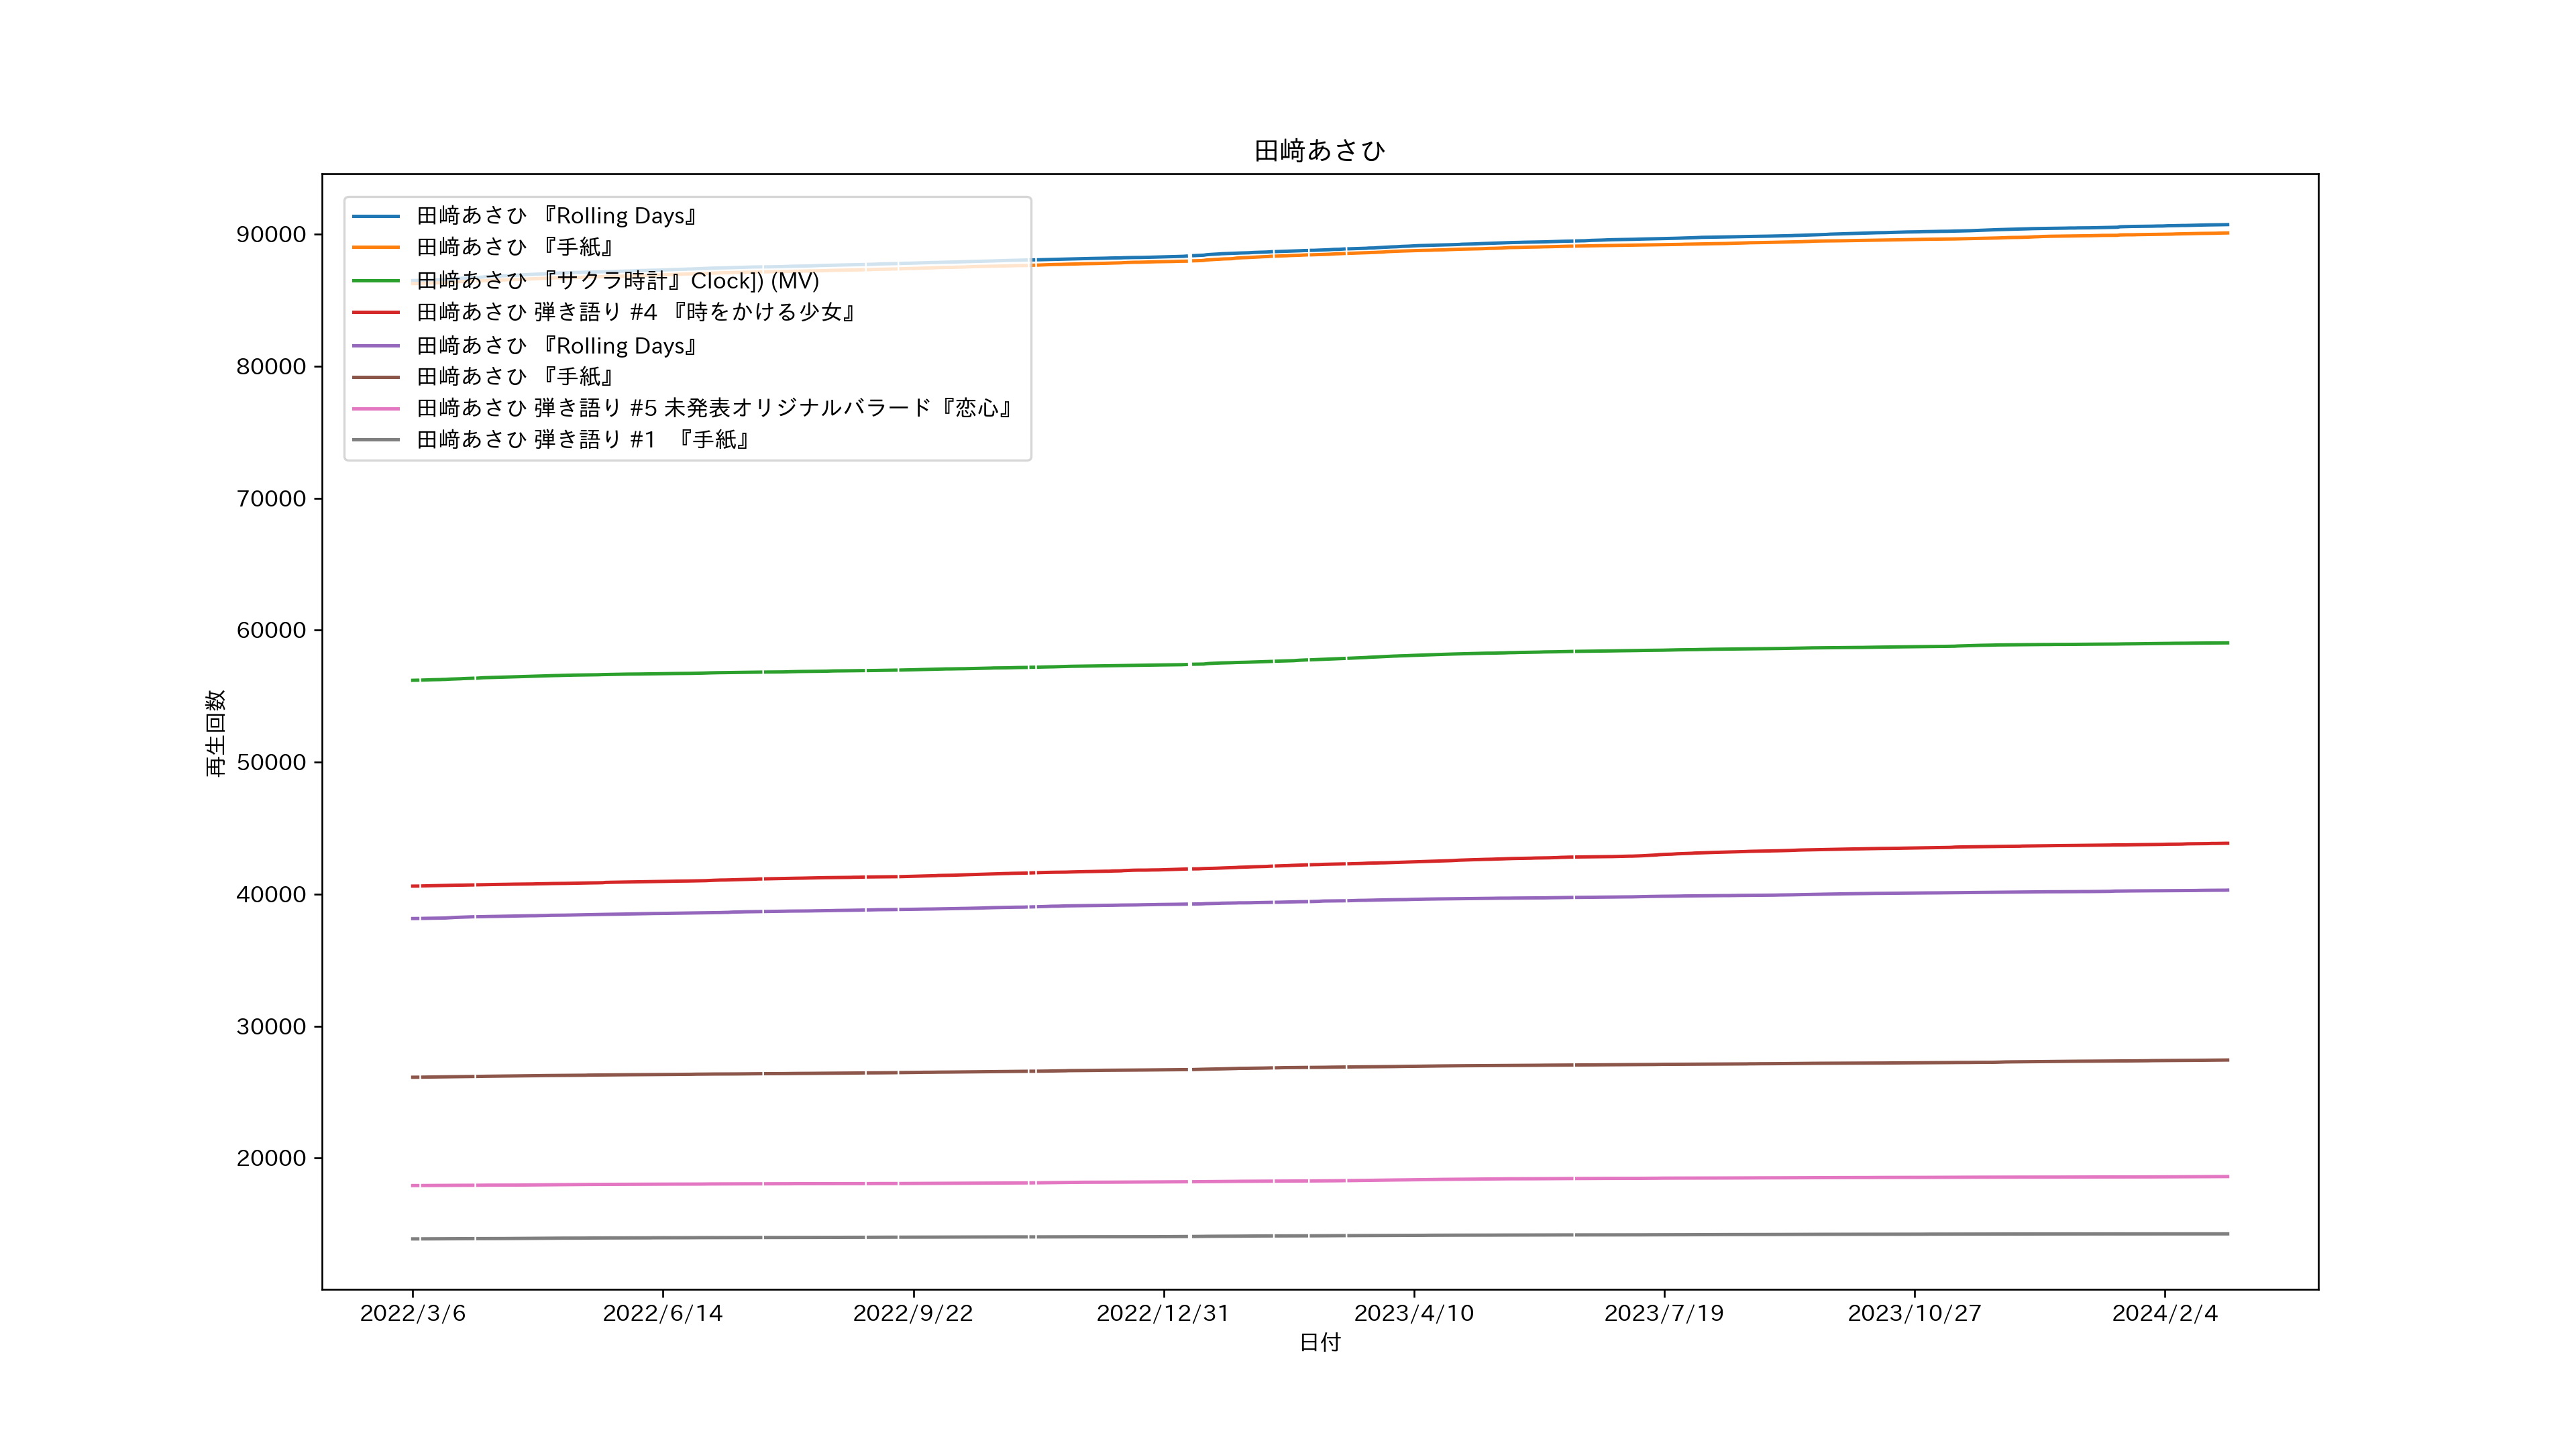 田﨑あさひ
田﨑あさひ 『Rolling Days』
田﨑あさひ 『手紙』
田﨑あさひ 『サクラ時計』Clock]) (MV)
田﨑あさひ 弾き語り #4 『時をかける少女』
田﨑あさひ 『Rolling Days』
田﨑あさひ 『手紙』
田﨑あさひ 弾き語り #5 未発表オリジナルバラード『恋心』
田﨑あさひ 弾き語り #1 『手紙』
90000
80000
70000
60000
50000
40000
30000
20000
再生回数
2022/3/6 2022/6/14 2022/9/22 2022/12/31 2023/4/10 2023/7/19 2023/10/27 2024/2/4
日付